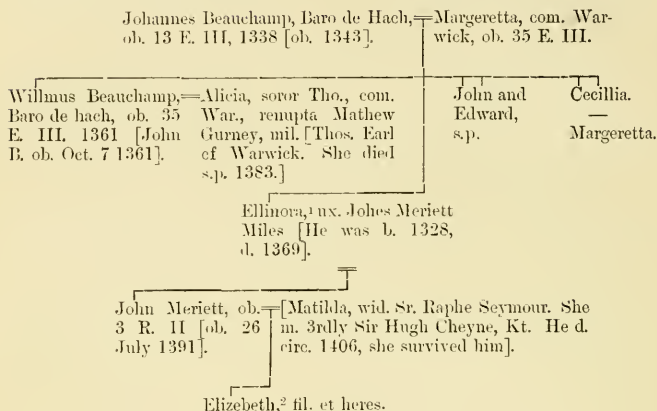 Johannes Beauchamp, Baro de Hach,
ob. 13 E. III, 1338 [ob. 1343].
Margeretta, com. War-
wick, ob. 35 E. III.
Willmus Beauchamp,
Baro de hach, ob. 35
E. III. 1361 [John
B. ob. Oct. 7 1361].
Alicia, soror Tho., com.
War., renupta Mathew
Gurney, mil. [Thos. Earl
of Warwick. She died
s.p. 1383.]
John and
Edward,
s.p.
Cecillia.
—
Margeretta.
Ellinora,¹ ux. Johes Meriett
Miles [He was b. 1328,
d. 1369].
John Meriett, ob.
3 R. II [ob. 26
July 1391].
[Matilda, wid. Sr. Raphe Seymour. She
m. 3rdly Sir Hugh Cheyne, Kt. He d.
circ. 1406, she survived him].
Elizebeth,² fil. et heres.